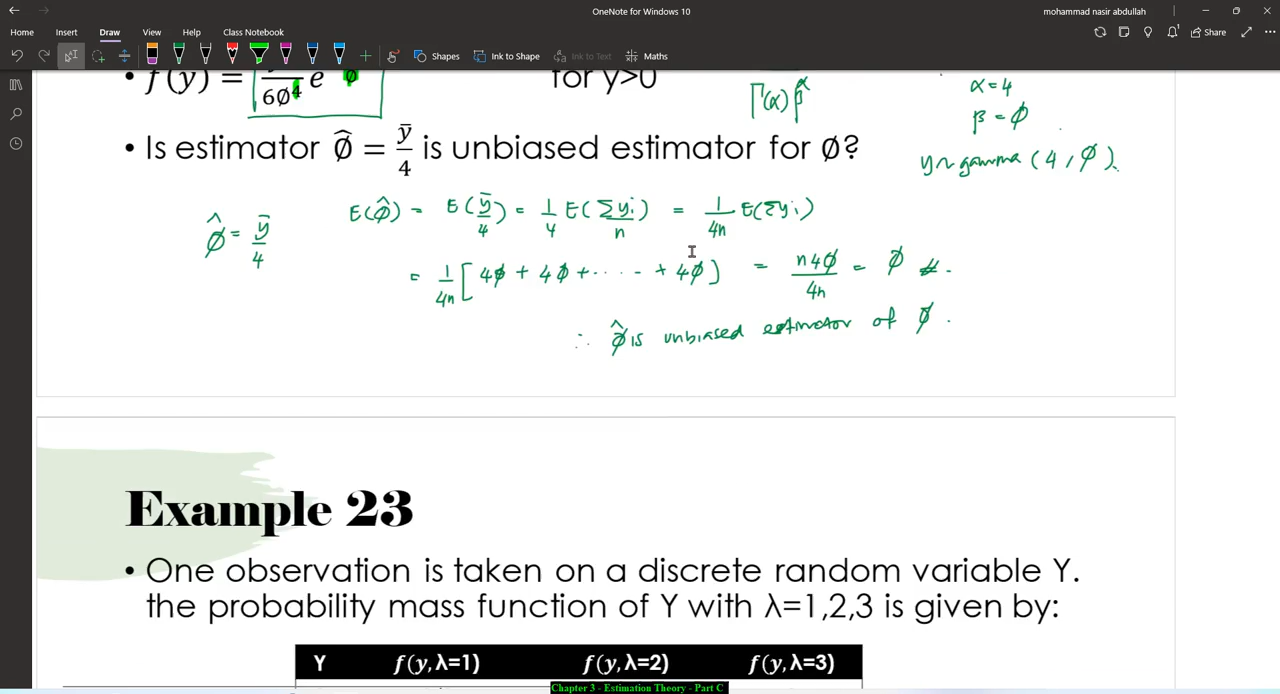 OneNote for Windows 10
mohammad nasir abdullah
Home Insert Draw View Help Class Notebook
Share
Shapes Ink to Shape Ink to Text Maths
• f(y) = 6∅⁴ e ∅ for y>0
Γ(α) β^α
α = 4
β = ∅
y ~ gamma (4, ∅).
• Is estimator ∅̂ = ȳ/4 is unbiased estimator for ∅?
∅̂ = ȳ/4
E(∅̂) = E(ȳ/4) = 1/4 E(Σyi/n) = 1/4n E(Σyi)
= 1/4n [4∅ + 4∅ + ...... + 4∅] = n4∅/4n = ∅ #.
∴ ∅̂ is unbiased estimator of ∅.
Example 23
• One observation is taken on a discrete random variable Y.
the probability mass function of Y with λ=1,2,3 is given by:
Y f(y,λ=1) f(y,λ=2) f(y,λ=3)
Chapter 3 - Estimation Theory - Part C